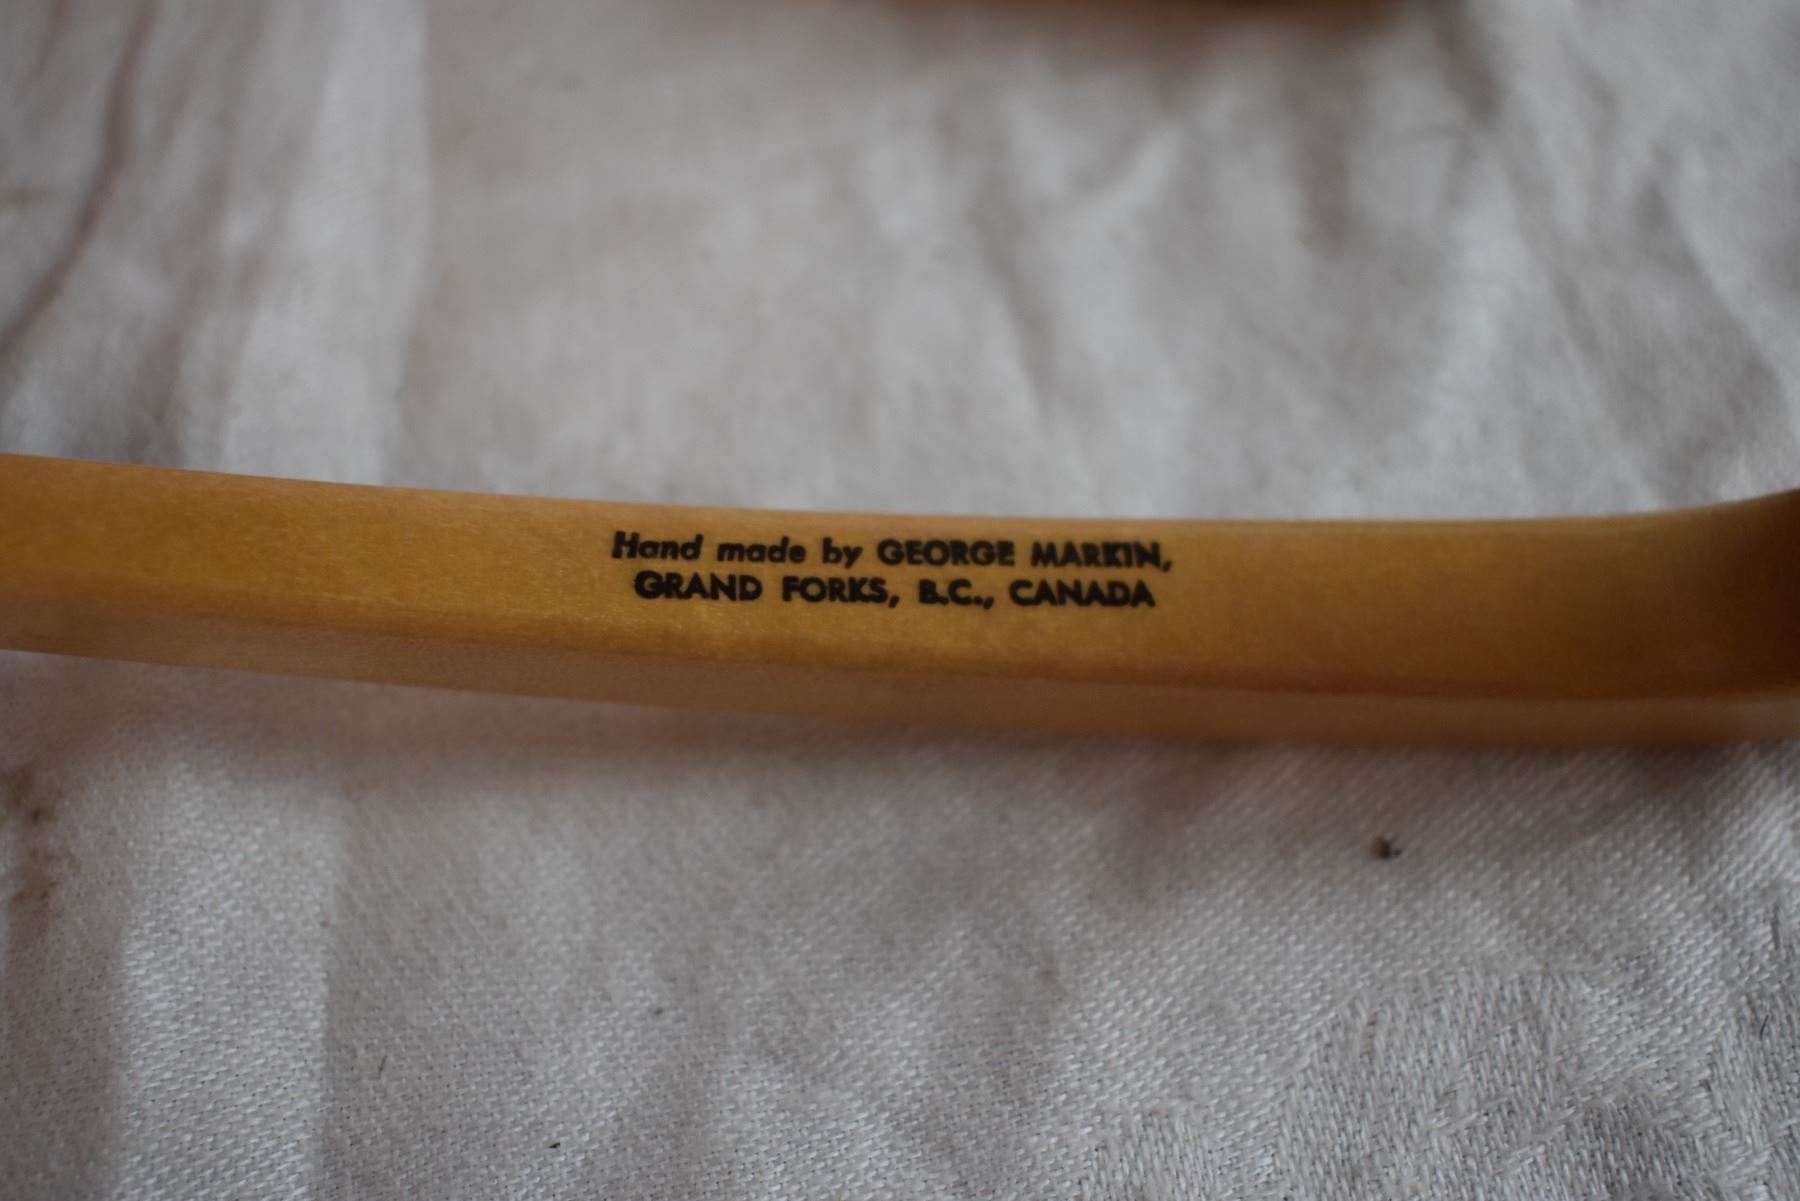 Hand made by GEORGE MARKIN,
GRAND FORKS, B.C., CANADA